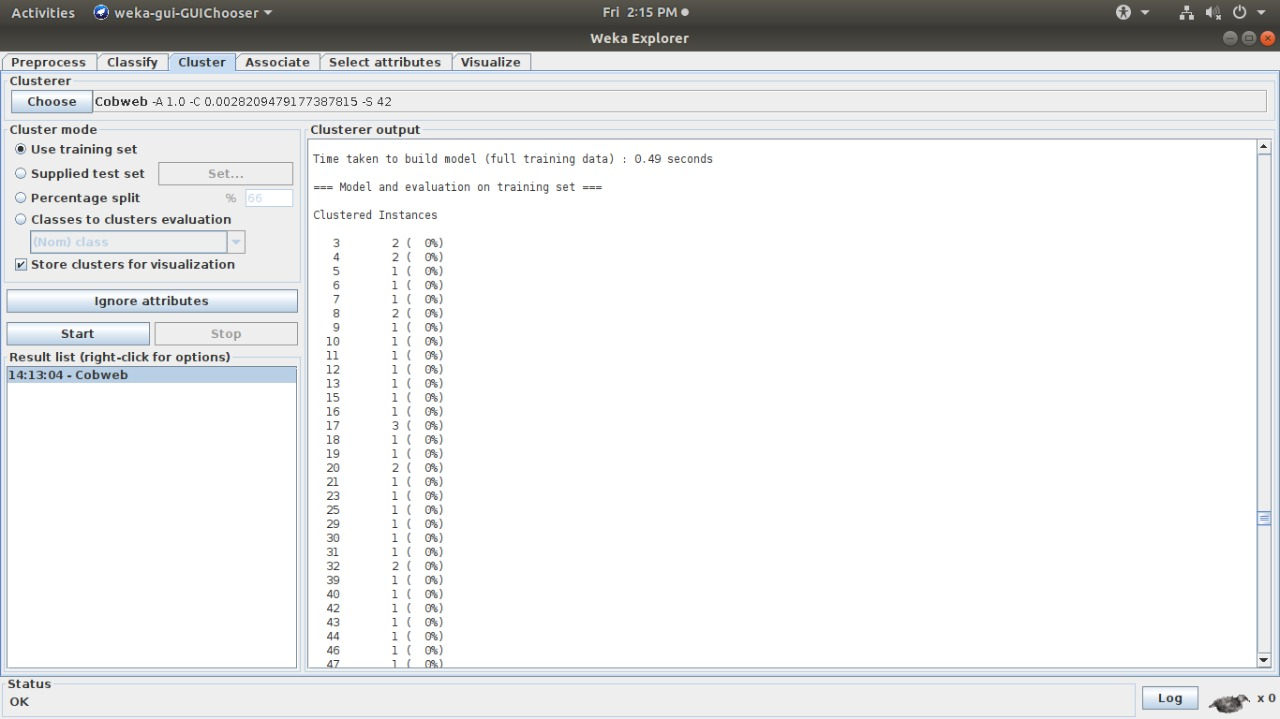 Activities weka-gui-GUIChooser Fri 2:15 PM
Weka Explorer
Preprocess Classify Cluster Associate Select attributes Visualize
Clusterer
Choose Cobweb -A 1.0 -C 0.0028209479177387815 -S 42
Cluster mode
Use training set
Supplied test set Set...
Percentage split % 66
Classes to clusters evaluation
(Nom) class
Store clusters for visualization
Ignore attributes
Start Stop
Result list (right-click for options)
14:13:04 - Cobweb
Clusterer output
Time taken to build model (full training data) : 0.49 seconds
=== Model and evaluation on training set ===
Clustered Instances
3 2 ( 0%)
4 2 ( 0%)
5 1 ( 0%)
6 1 ( 0%)
7 1 ( 0%)
8 2 ( 0%)
9 1 ( 0%)
10 1 ( 0%)
11 1 ( 0%)
12 1 ( 0%)
13 1 ( 0%)
15 1 ( 0%)
16 1 ( 0%)
17 3 ( 0%)
18 1 ( 0%)
19 1 ( 0%)
20 2 ( 0%)
21 1 ( 0%)
23 1 ( 0%)
25 1 ( 0%)
29 1 ( 0%)
30 1 ( 0%)
31 1 ( 0%)
32 2 ( 0%)
39 1 ( 0%)
40 1 ( 0%)
42 1 ( 0%)
43 1 ( 0%)
44 1 ( 0%)
46 1 ( 0%)
47 1 ( 0%)
Status
OK
Log x 0